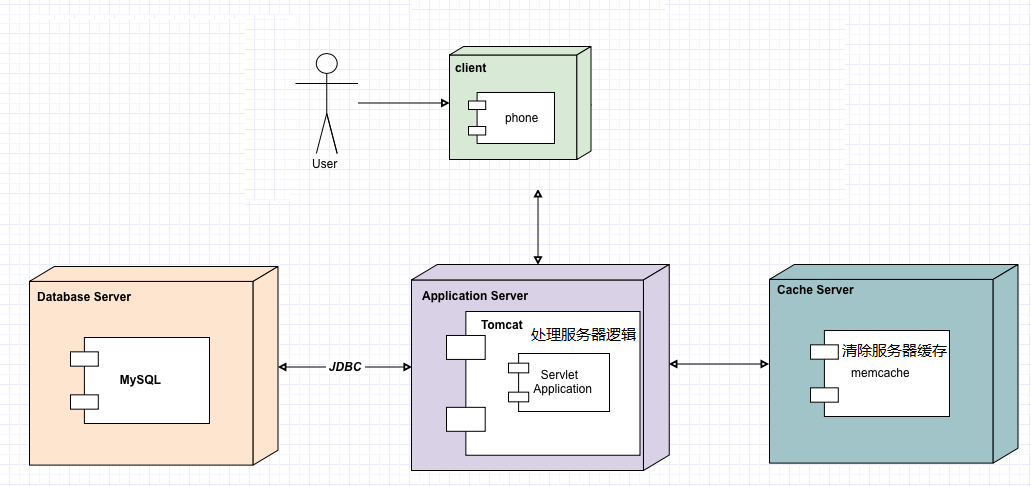 client
phone
User
Database Server
MySQL
JDBC
Application Server
Tomcat
处理服务器逻辑
Servlet
Application
Cache Server
清除服务器缓存
memcache